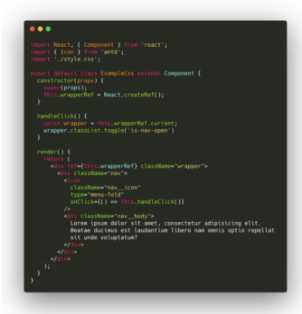 import React, { Component } from 'react';
import { Icon } from 'antd';
import './style.css';
export default class ExampleCss extends Component {
constructor(props) {
super(props);
this.wrapperRef = React.createRef();
}
handleClick() {
const wrapper = this.wrapperRef.current;
wrapper.classList.toggle('is-nav-open')
}
render() {
return (
<div ref={this.wrapperRef} className="wrapper">
<div className="nav">
<Icon
className="nav__icon"
type="menu-fold"
onClick={() => this.handleClick()}
/>
<div className="nav__body">
Lorem ipsum dolor sit amet, consectetur adipisicing elit.
Beatae ducimus est laudantium libero nam omnis optio repellat
sit unde voluptatum?
</div>
</div>
</div>
);
}
}